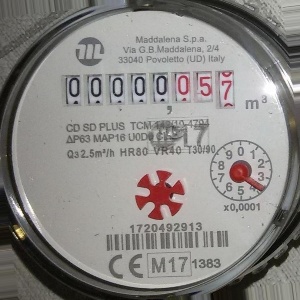 m
Maddalena S.p.a.
Via G.B.Maddalena, 2/4
33040 Povoletto (UD) Italy
00000057
, m³
CD SD PLUS TCM
ΔP63 MAP16
Q₃ 2.5m³/h HR80 VR40 T30/90
x0,0001
1720492913
CE M17 1383